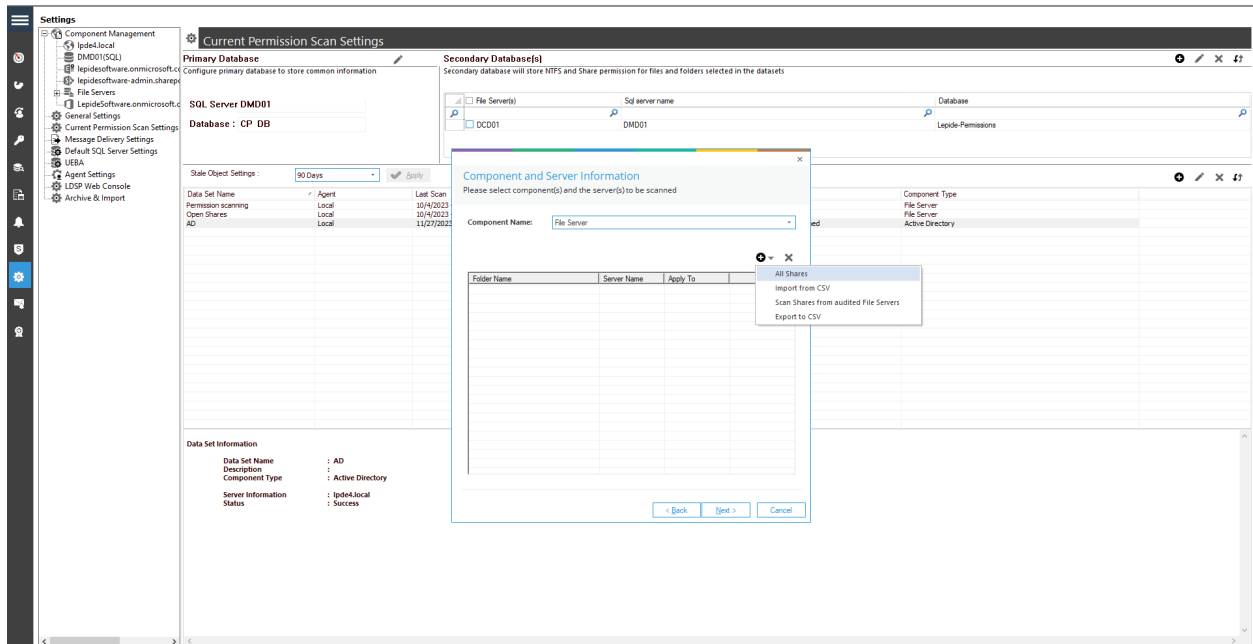 Settings
Component Management
lpde4.local
DMD01(SQL)
lepidesoftware.onmicrosoft.co
lepidesoftware-admin.sharepo
File Servers
LepideSoftware.onmicrosoft.c
General Settings
Current Permission Scan Settings
Message Delivery Settings
Default SQL Server Settings
UEBA
Agent Settings
LDSP Web Console
Archive & Import
Current Permission Scan Settings
Primary Database
Configure primary database to store common information
SQL Server DMD01
Database : CP_DB
Secondary Database(s)
Secondary database will store NTFS and Share permission for files and folders selected in the datasets
File Server(s) Sql server name Database
DCD01 DMD01 Lepide-Permissions
Stale Object Settings : 90 Days Apply
Data Set Name Agent Last Scan Component Type
Permission scanning Local 10/4/2023 File Server
Open Shares Local 10/4/2023 File Server
AD Local 11/27/2023 ed Active Directory
Component and Server Information
Please select component(s) and the server(s) to be scanned
Component Name: File Server
Folder Name Server Name Apply To
All Shares
Import from CSV
Scan Shares from audited File Servers
Export to CSV
< Back Next > Cancel
Data Set Information
Data Set Name : AD
Description :
Component Type : Active Directory
Server Information : lpde4.local
Status : Success